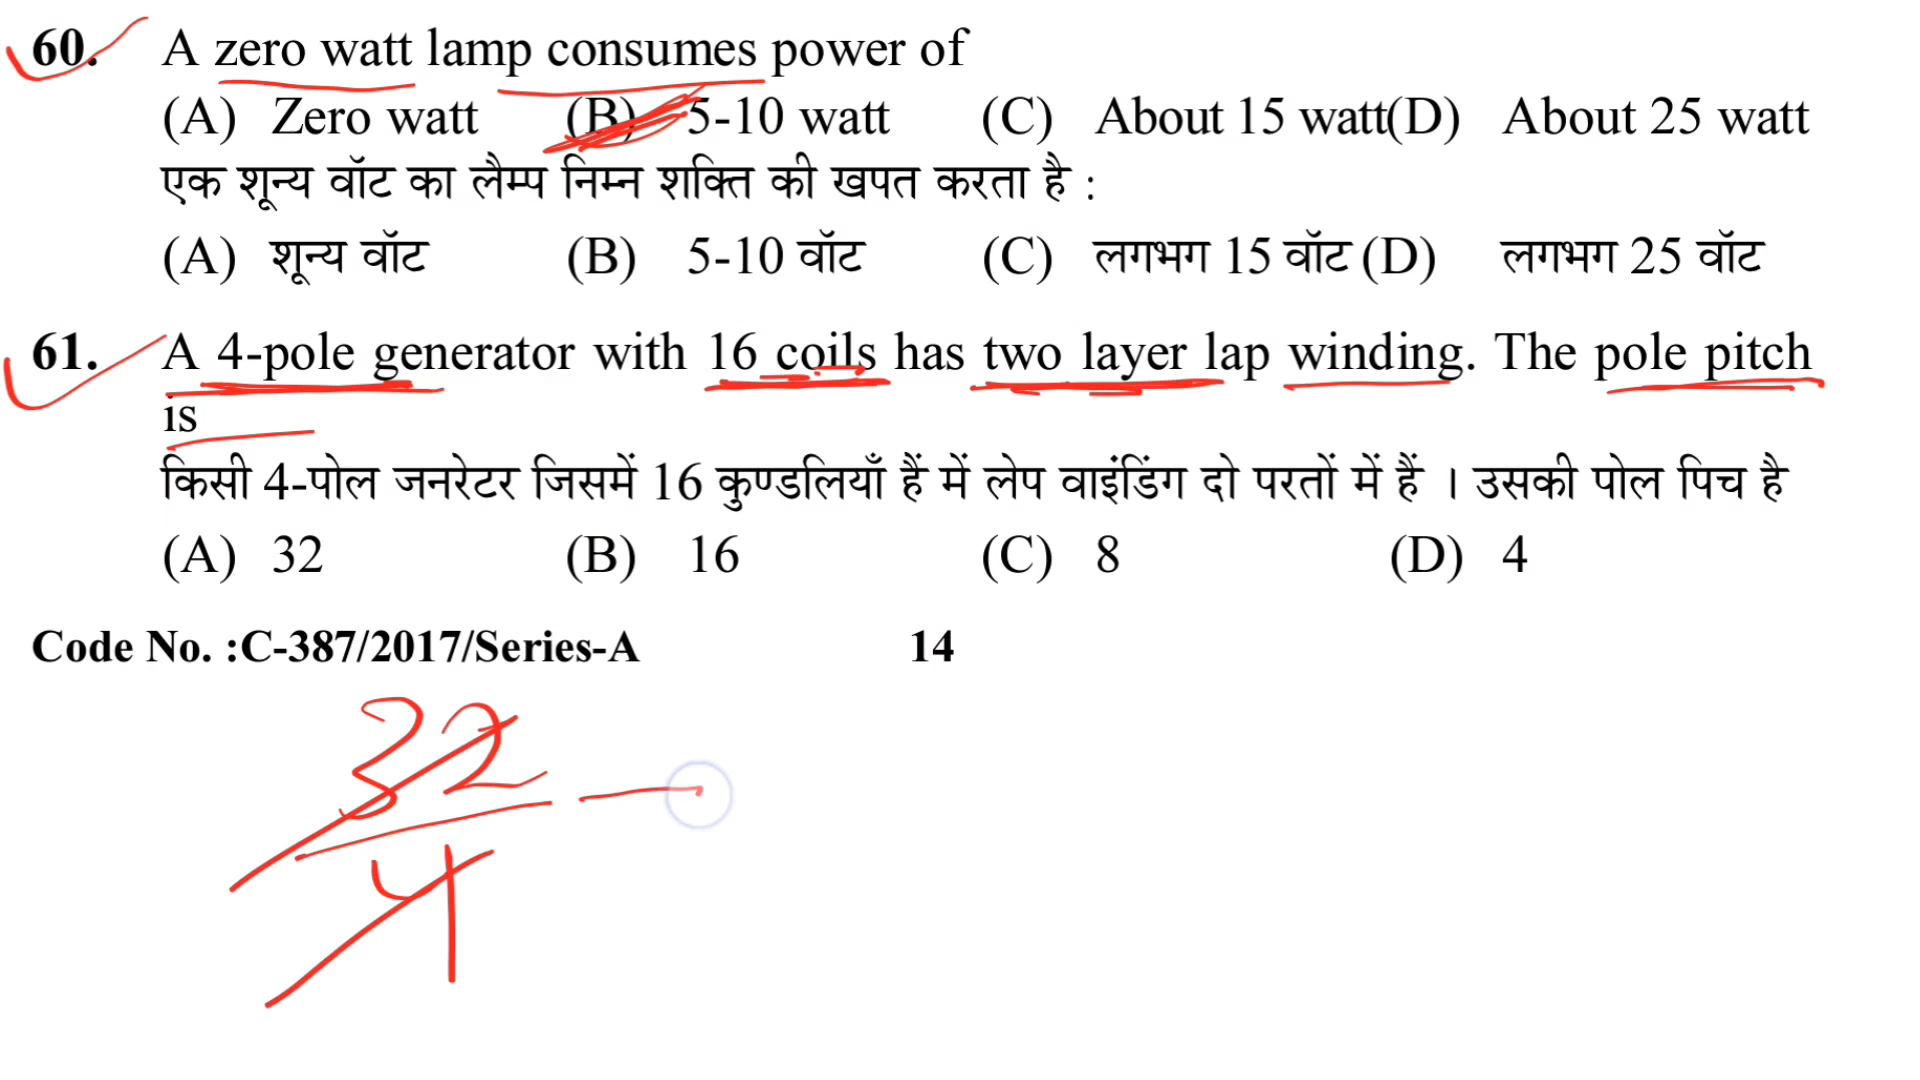 60. A zero watt lamp consumes power of
(A) Zero watt (B) 5-10 watt (C) About 15 watt(D) About 25 watt
एक शून्य वॉट का लैम्प निम्न शक्ति की खपत करता है :
(A) शून्य वॉट (B) 5-10 वॉट (C) लगभग 15 वॉट (D) लगभग 25 वॉट
61. A 4-pole generator with 16 coils has two layer lap winding. The pole pitch
is
किसी 4-पोल जनरेटर जिसमें 16 कुण्डलियाँ हैं में लेप वाइंडिंग दो परतों में हैं । उसकी पोल पिच है
(A) 32 (B) 16 (C) 8 (D) 4
Code No. :C-387/2017/Series-A 14
32
4